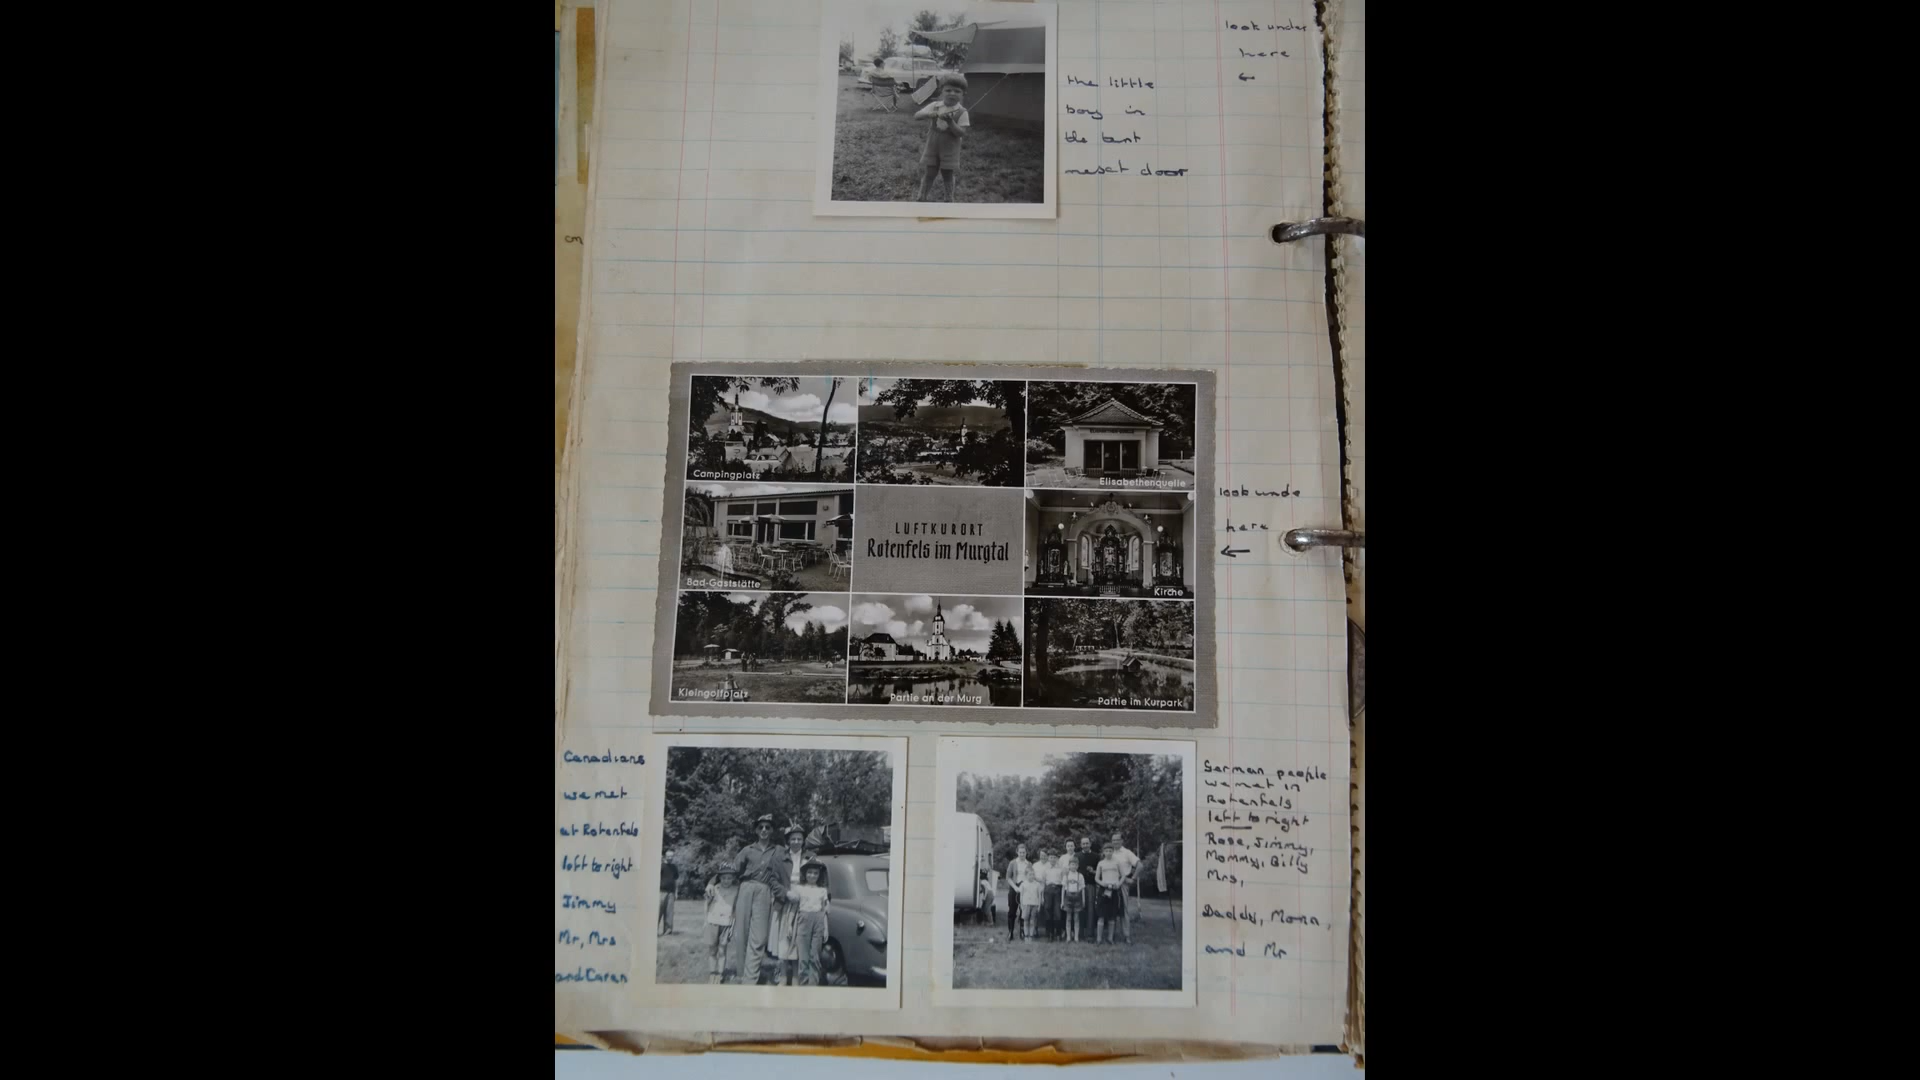 look under
here
←
the little
boy in
the tent
nesct door
Campingplatz
Elisabethenquelle
look unde
here
←
LUFTKURORT
Rotenfels im Murgtal
Bad-Gaststätte
Kirche
Kleingolfplatz
Partie an der Murg
Partie im Kurpark
Canadians
we met
at Rotenfels
left to right
Jimmy
Mr, Mrs
and Caren
German people
we met in
Rotenfels
left to right
Rose, Jimmy,
Mommy, Billy
Mrs,
Daddy, Mona,
and Mr